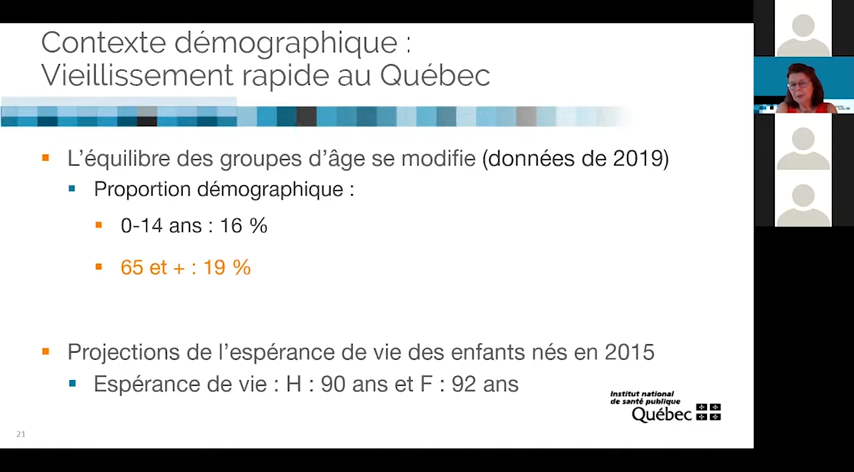 Contexte démographique :
Vieillissement rapide au Québec
L'équilibre des groupes d'âge se modifie (données de 2019)
Proportion démographique :
0-14 ans : 16 %
65 et + : 19 %
Projections de l'espérance de vie des enfants nés en 2015
Espérance de vie : H : 90 ans et F : 92 ans
Institut national
de santé publique
Québec
21